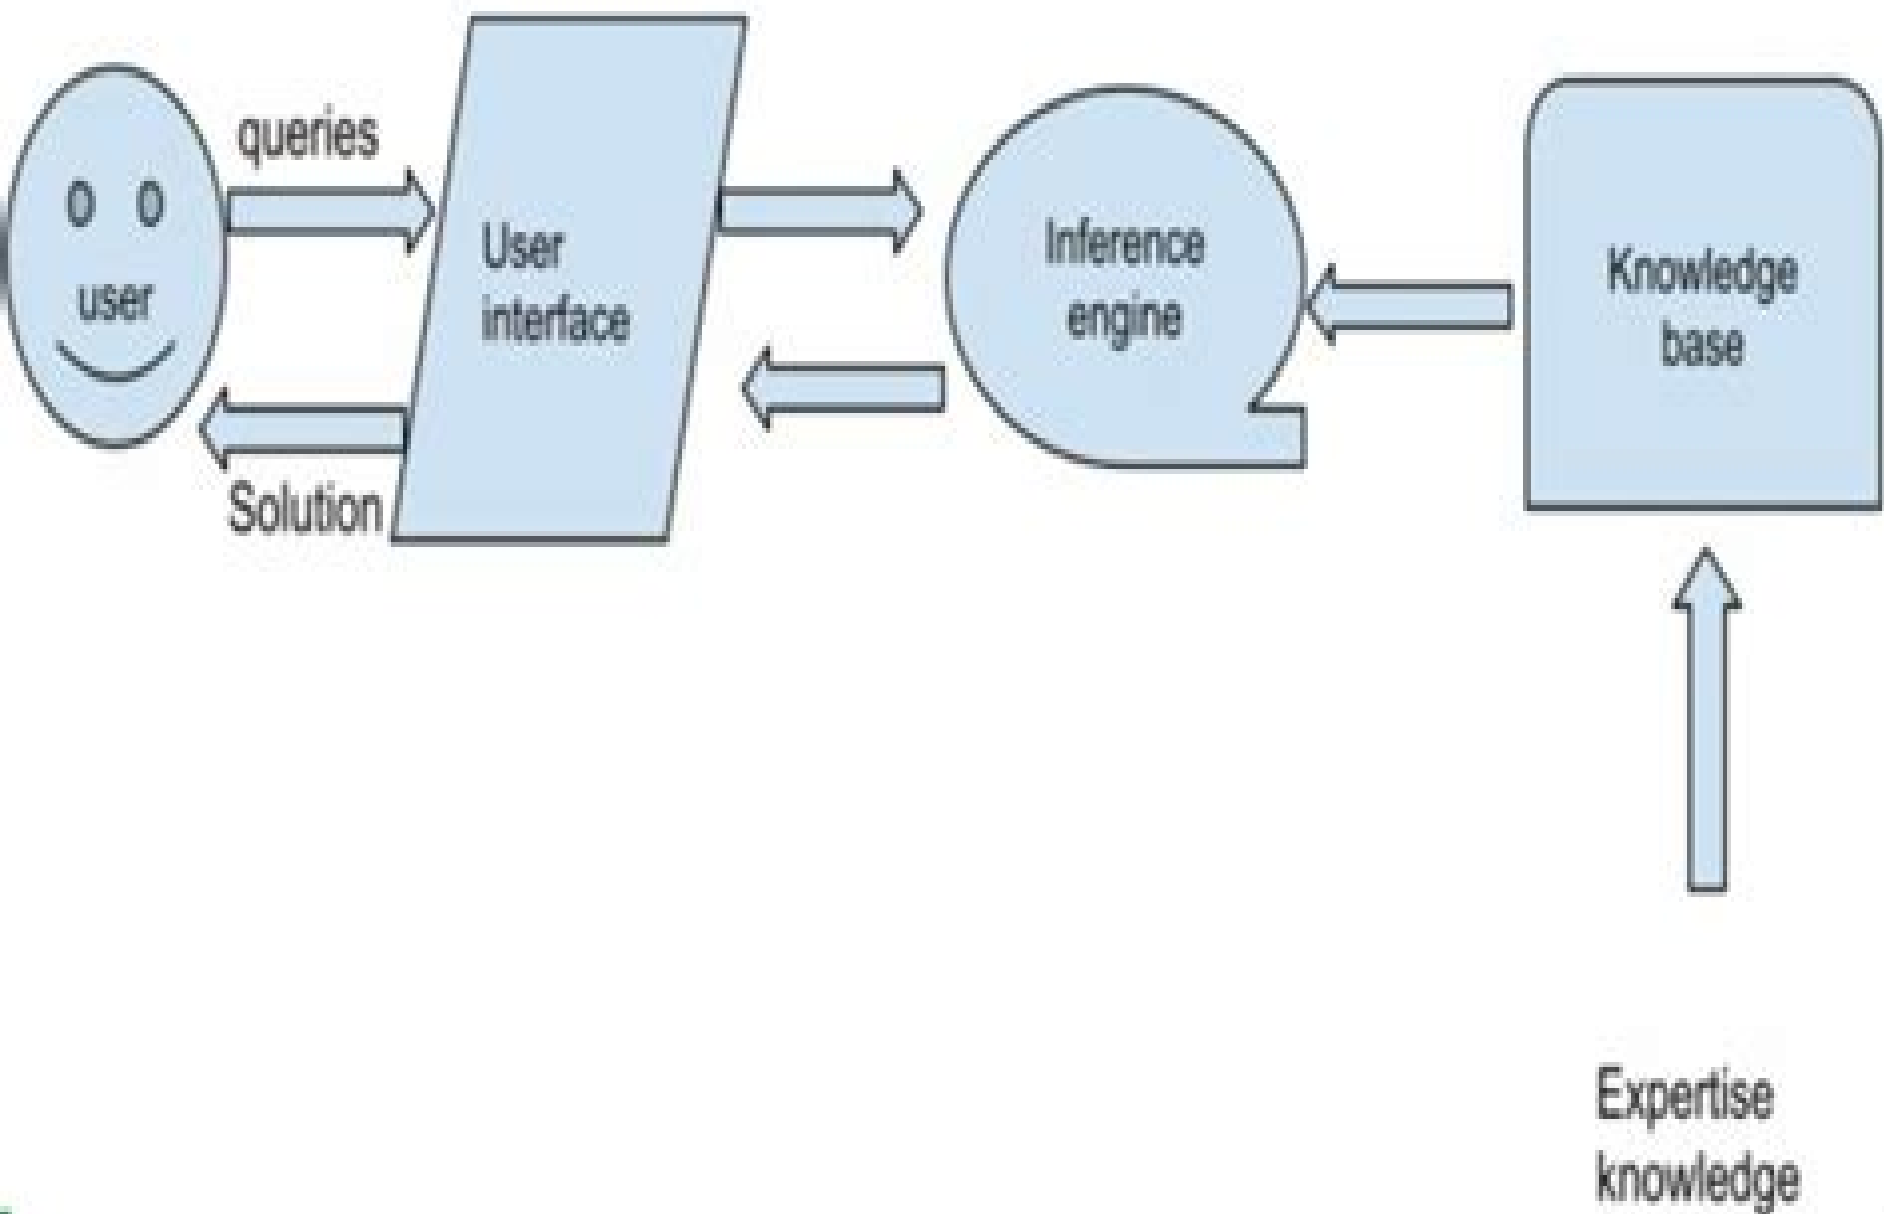 queries
user
Solution
User
interface
Inference
engine
Knowledge
base
Expertise
knowledge